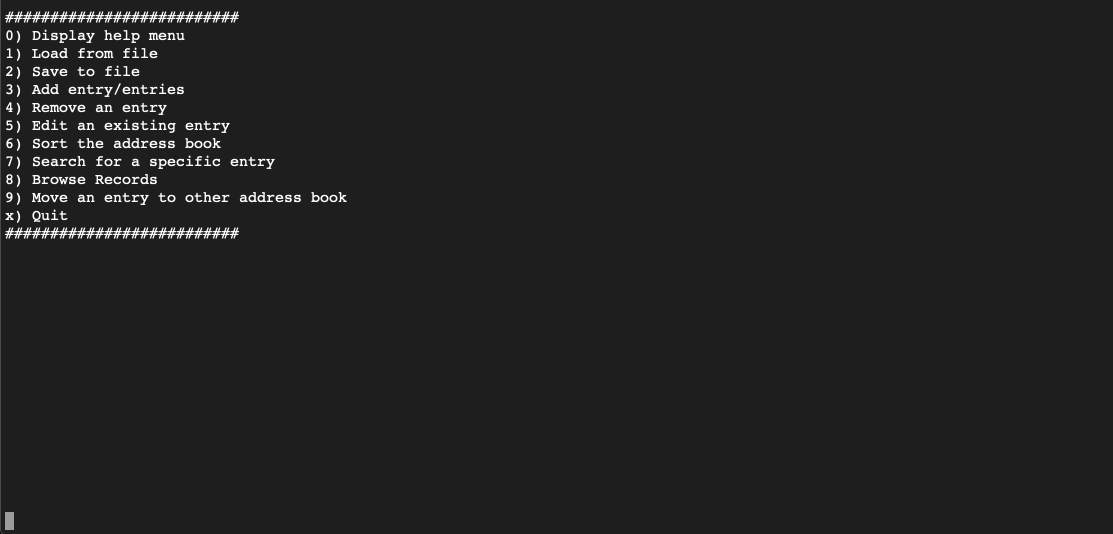 ##########################
0) Display help menu
1) Load from file
2) Save to file
3) Add entry/entries
4) Remove an entry
5) Edit an existing entry
6) Sort the address book
7) Search for a specific entry
8) Browse Records
9) Move an entry to other address book
x) Quit
##########################